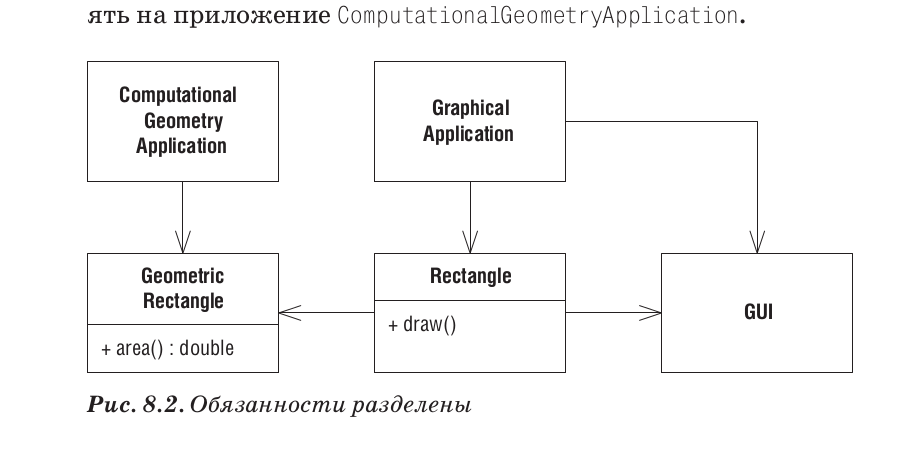 ять на приложение ComputationalGeometryApplication.
Computational
Geometry
Application
Graphical
Application
Geometric
Rectangle
+ area() : double
Rectangle
+ draw()
GUI
Рис. 8.2. Обязанности разделены